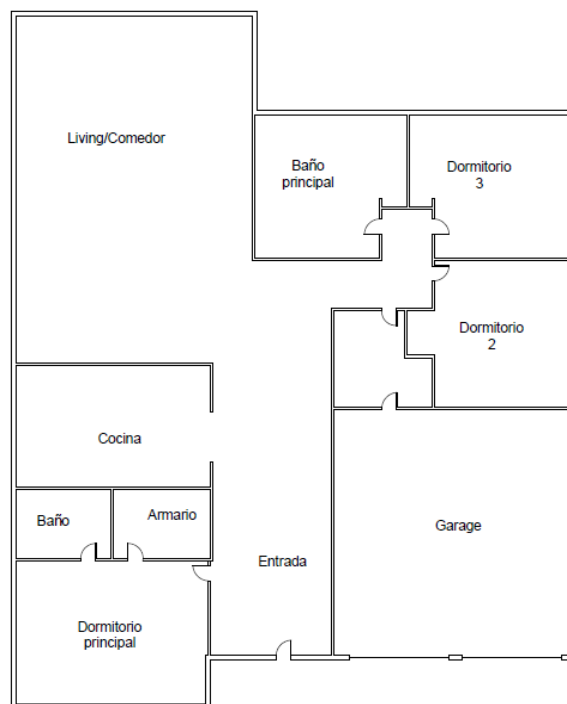 Living/Comedor
Baño
principal
Dormitorio
3
Dormitorio
2
Cocina
Baño
Armario
Garage
Entrada
Dormitorio
principal